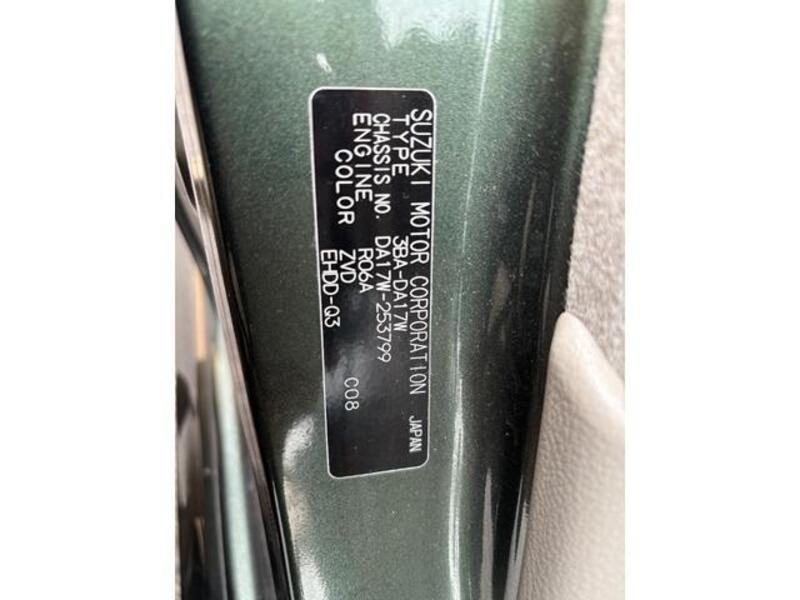 SUZUKI MOTOR CORPORATION JAPAN
TYPE 3BA-DA17W
CHASSIS NO. DA17W-253799
ENGINE R06A
COLOR ZVD C08
EHDD-Q3